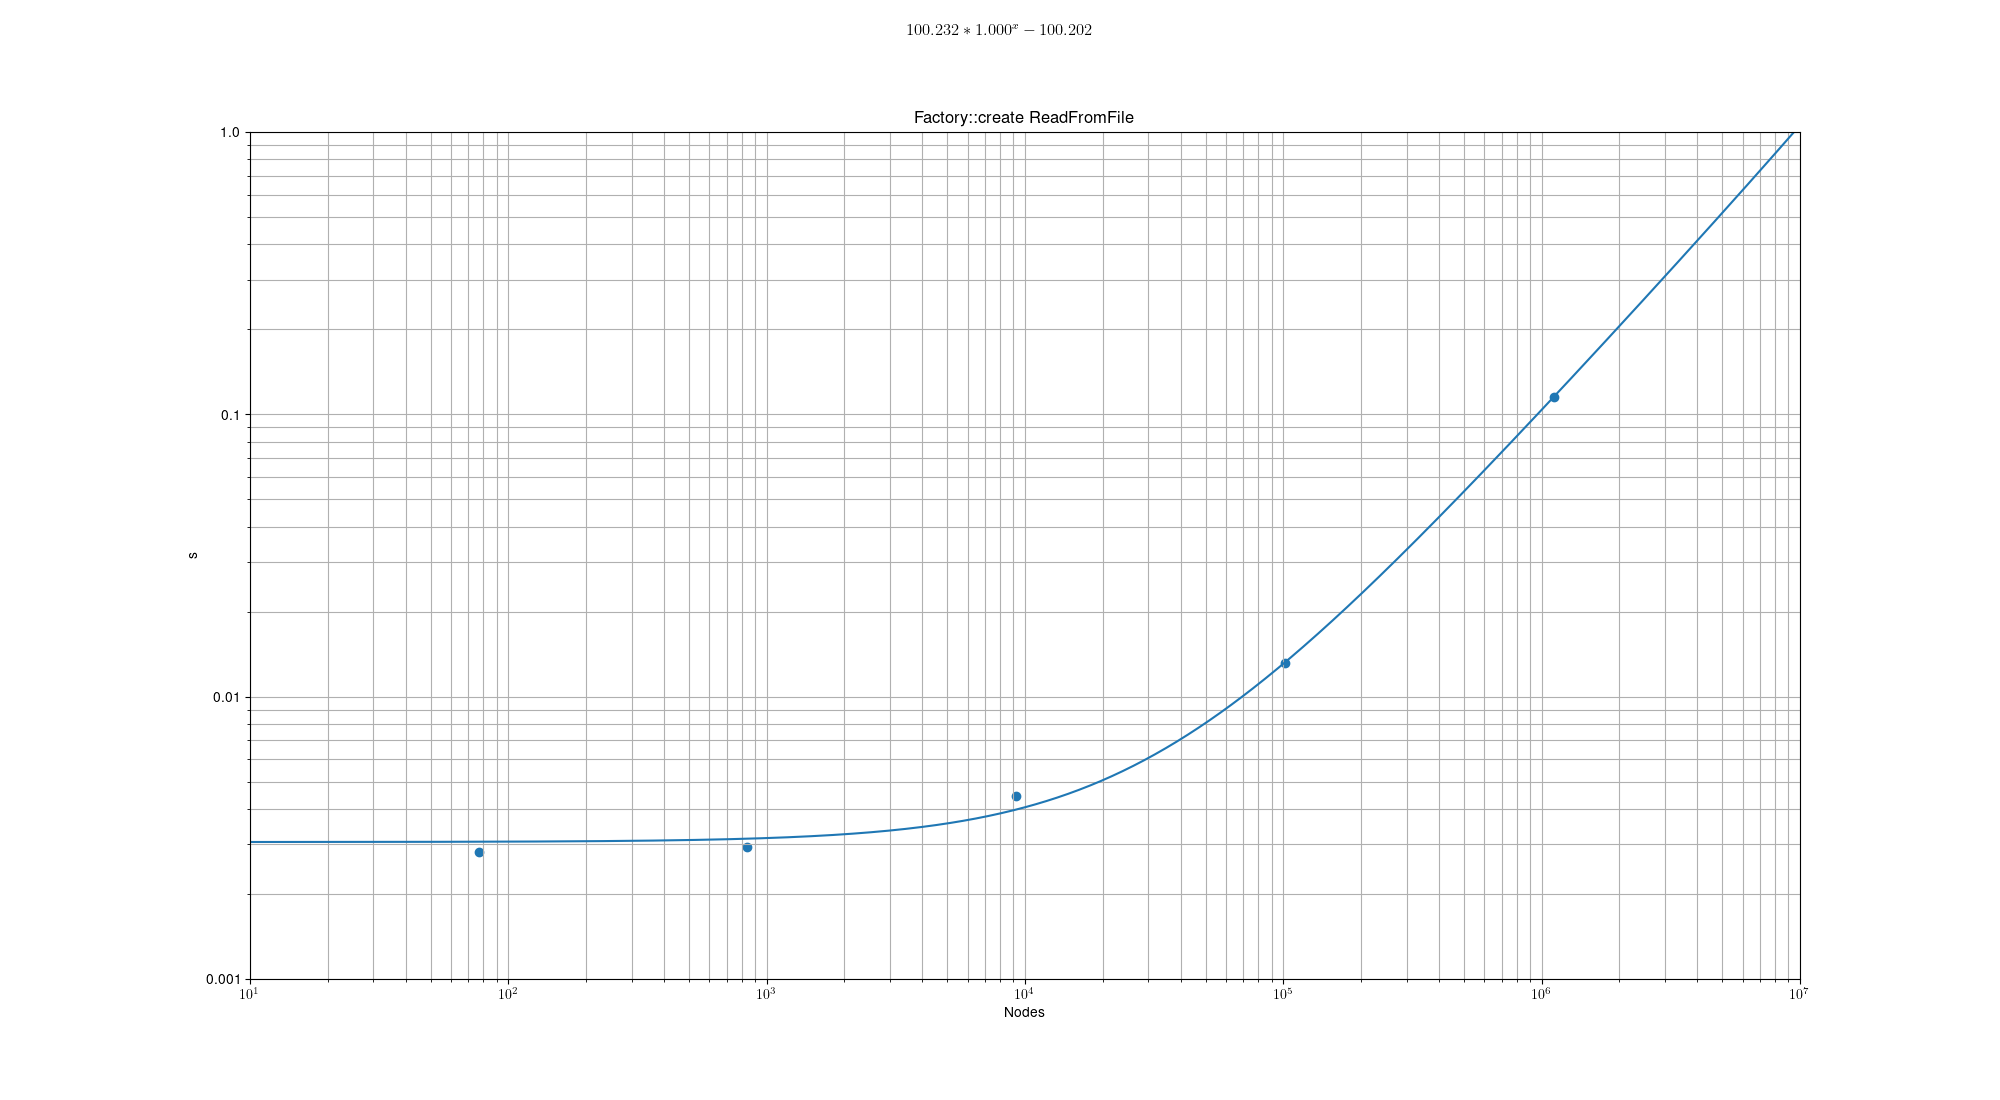 100.232 * 1.000^x − 100.202
Factory::create ReadFromFile
1.0
0.1
s
0.01
0.001
10^1 10^2 10^3 10^4 10^5 10^6 10^7
Nodes